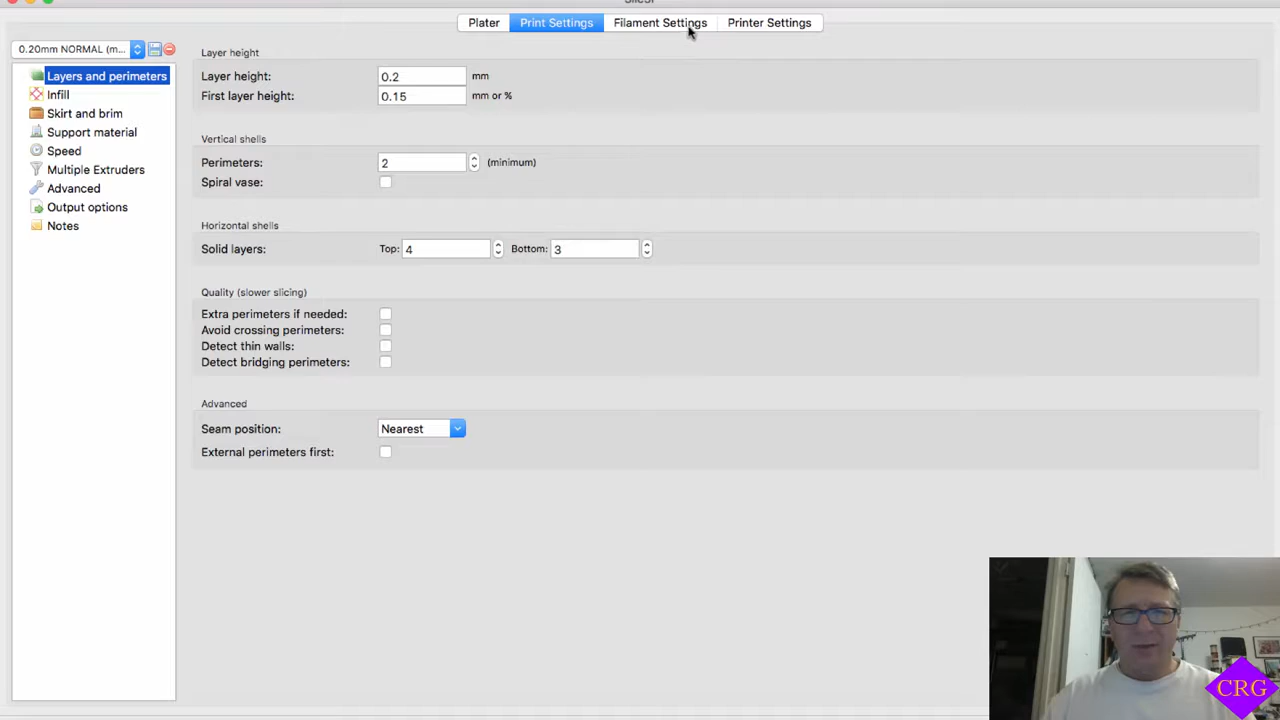 Plater Print Settings Filament Settings Printer Settings
0.20mm NORMAL (m...
Layers and perimeters
Infill
Skirt and brim
Support material
Speed
Multiple Extruders
Advanced
Output options
Notes
Layer height
Layer height: 0.2 mm
First layer height: 0.15 mm or %
Vertical shells
Perimeters: 2 (minimum)
Spiral vase:
Horizontal shells
Solid layers: Top: 4 Bottom: 3
Quality (slower slicing)
Extra perimeters if needed:
Avoid crossing perimeters:
Detect thin walls:
Detect bridging perimeters:
Advanced
Seam position: Nearest
External perimeters first:
CRG